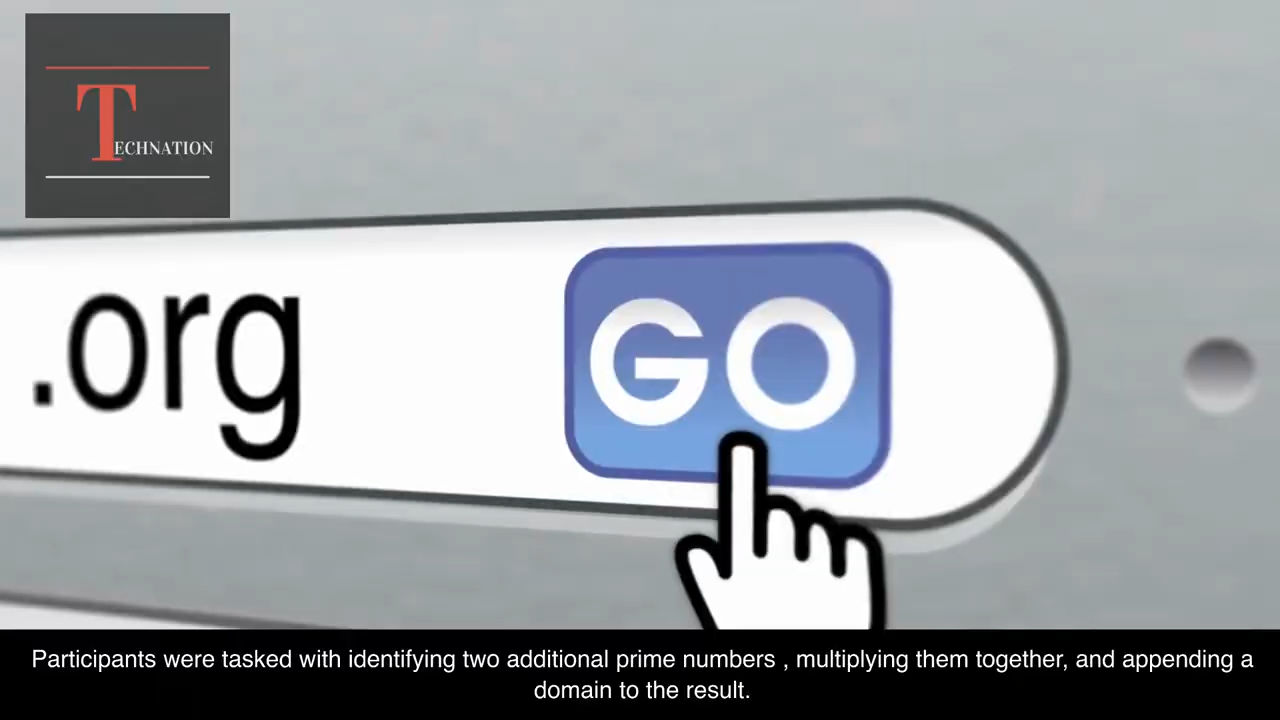 TECHNATION
.org
GO
Participants were tasked with identifying two additional prime numbers , multiplying them together, and appending a
domain to the result.